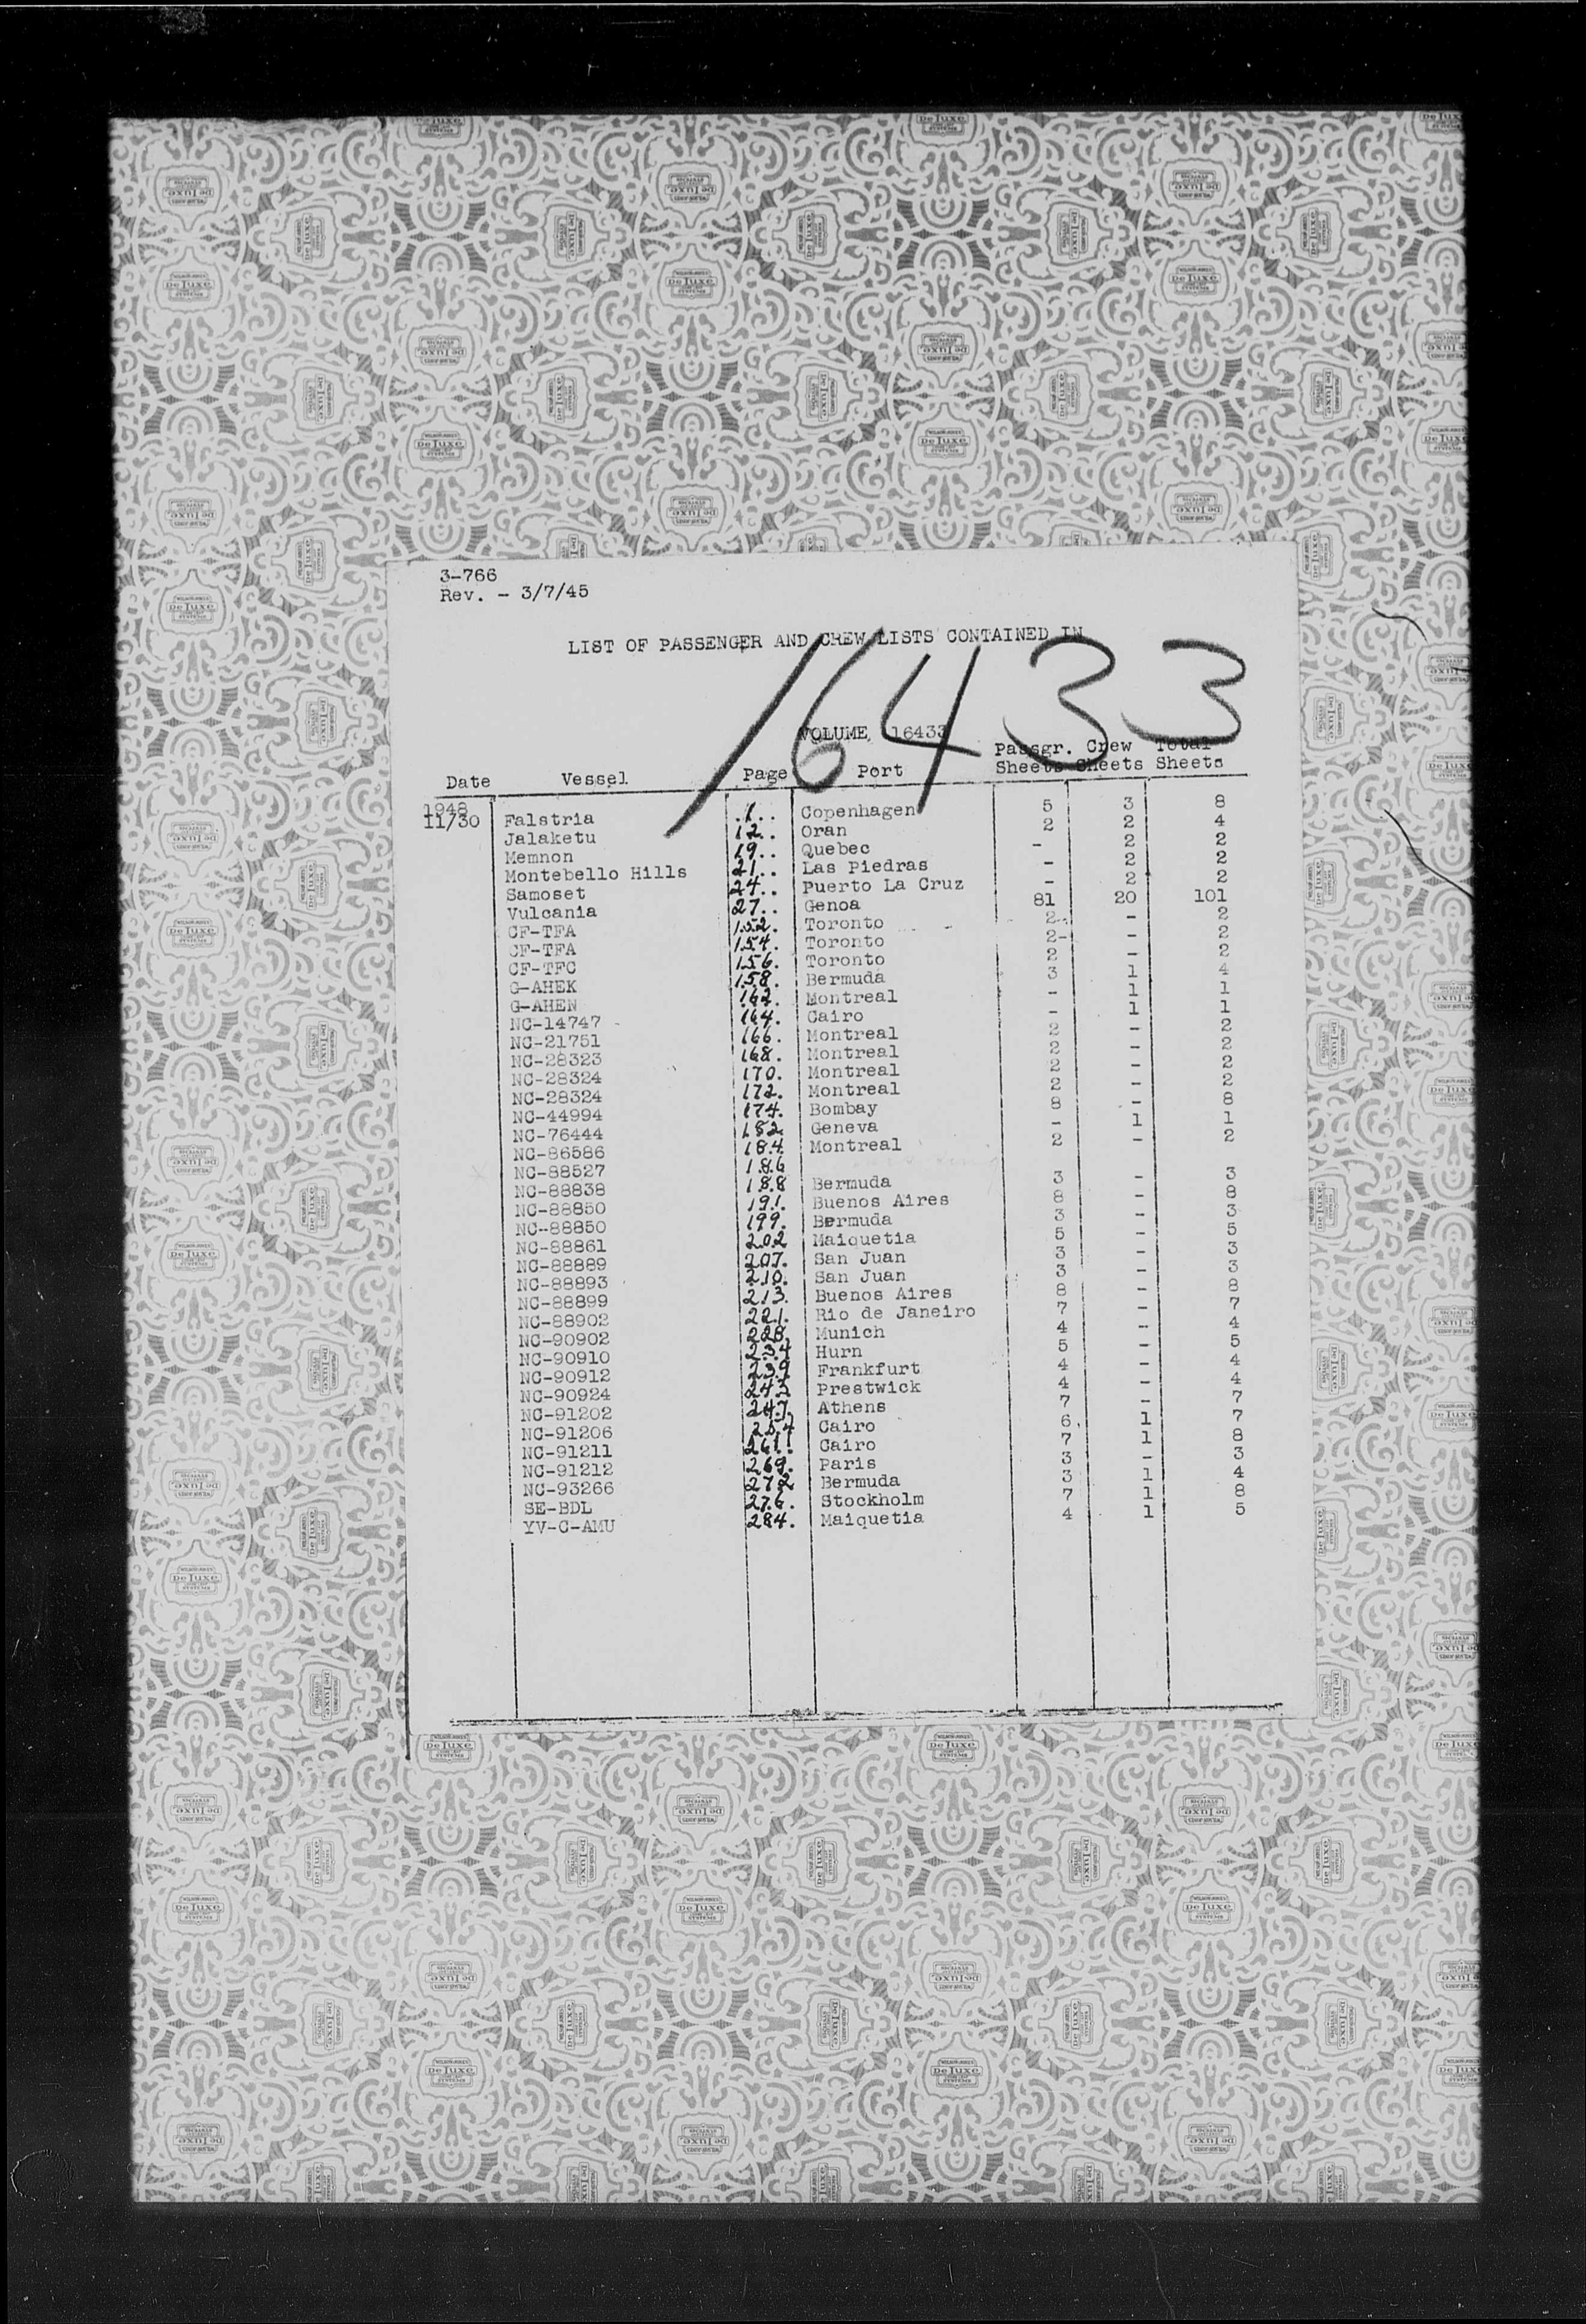 3-766
Rev. - 3/7/45
LIST OF PASSENGER AND CREW LISTS CONTAINED IN
16433
VOLUME 16433
Date Vessel Page Port Passgr. Sheets Crew Sheets Total Sheets
1948
11/30 Falstria .1.. Copenhagen 5 3 8
Jalaketu 12.. Oran 2 2 4
Memnon 19.. Quebec - 2 2
Montebello Hills 21.. Las Piedras - 2 2
Samoset 24.. Puerto La Cruz - 2 2
Vulcania 27.. Genoa 81 20 101
CF-TFA 152. Toronto 2 - 2
CF-TFA 154. Toronto 2- - 2
CF-TFC 156. Toronto 2 - 2
G-AHEK 158. Bermuda 3 1 4
G-AHEN 162. Montreal - 1 1
NC-14747 164. Cairo - 1 1
NC-21751 166. Montreal 2 - 2
NC-28323 168. Montreal 2 - 2
NC-28324 170. Montreal 2 - 2
NC-28324 172. Montreal 2 - 2
NC-44994 174. Bombay 8 - 8
NC-76444 182 Geneva - 1 1
NC-86586 184. Montreal 2 - 2
NC-88527 186
NC-88838 188 Bermuda 3 - 3
NC-88850 191. Buenos Aires 8 - 8
NC-88850 199. Bermuda 3 - 3
NC-88861 202 Maiquetia 5 - 5
NC-88889 207. San Juan 3 - 3
NC-88893 210. San Juan 3 - 3
NC-88899 213. Buenos Aires 8 - 8
NC-88902 221. Rio de Janeiro 7 - 7
NC-90902 228. Munich 4 - 4
NC-90910 234 Hurn 5 - 5
NC-90912 239 Frankfurt 4 - 4
NC-90924 243 Prestwick 4 - 4
NC-91202 247. Athens 7 - 7
NC-91206 254 Cairo 6 1 7
NC-91211 261. Cairo 7 1 8
NC-91212 269. Paris 3 - 3
NC-93266 272 Bermuda 3 1 4
SE-BDL 276. Stockholm 7 1 8
YV-C-AMU 284. Maiquetia 4 1 5